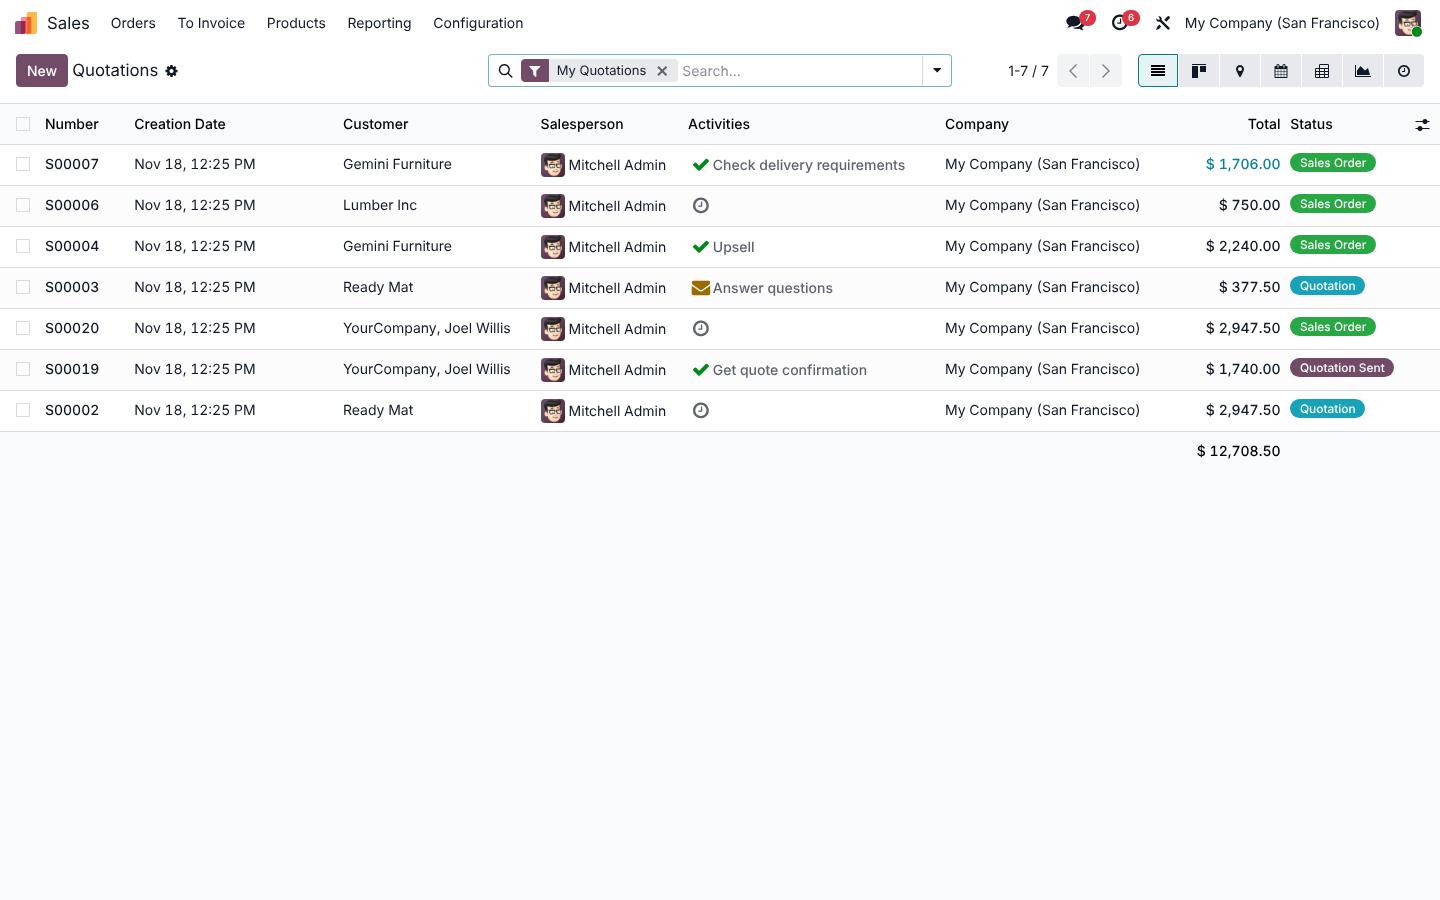 Sales Orders To Invoice Products Reporting Configuration 7 6 My Company (San Francisco)
New Quotations My Quotations Search... 1-7 / 7
Number Creation Date Customer Salesperson Activities Company Total Status
S00007 Nov 18, 12:25 PM Gemini Furniture Mitchell Admin Check delivery requirements My Company (San Francisco) $ 1,706.00 Sales Order
S00006 Nov 18, 12:25 PM Lumber Inc Mitchell Admin My Company (San Francisco) $ 750.00 Sales Order
S00004 Nov 18, 12:25 PM Gemini Furniture Mitchell Admin Upsell My Company (San Francisco) $ 2,240.00 Sales Order
S00003 Nov 18, 12:25 PM Ready Mat Mitchell Admin Answer questions My Company (San Francisco) $ 377.50 Quotation
S00020 Nov 18, 12:25 PM YourCompany, Joel Willis Mitchell Admin My Company (San Francisco) $ 2,947.50 Sales Order
S00019 Nov 18, 12:25 PM YourCompany, Joel Willis Mitchell Admin Get quote confirmation My Company (San Francisco) $ 1,740.00 Quotation Sent
S00002 Nov 18, 12:25 PM Ready Mat Mitchell Admin My Company (San Francisco) $ 2,947.50 Quotation
$ 12,708.50